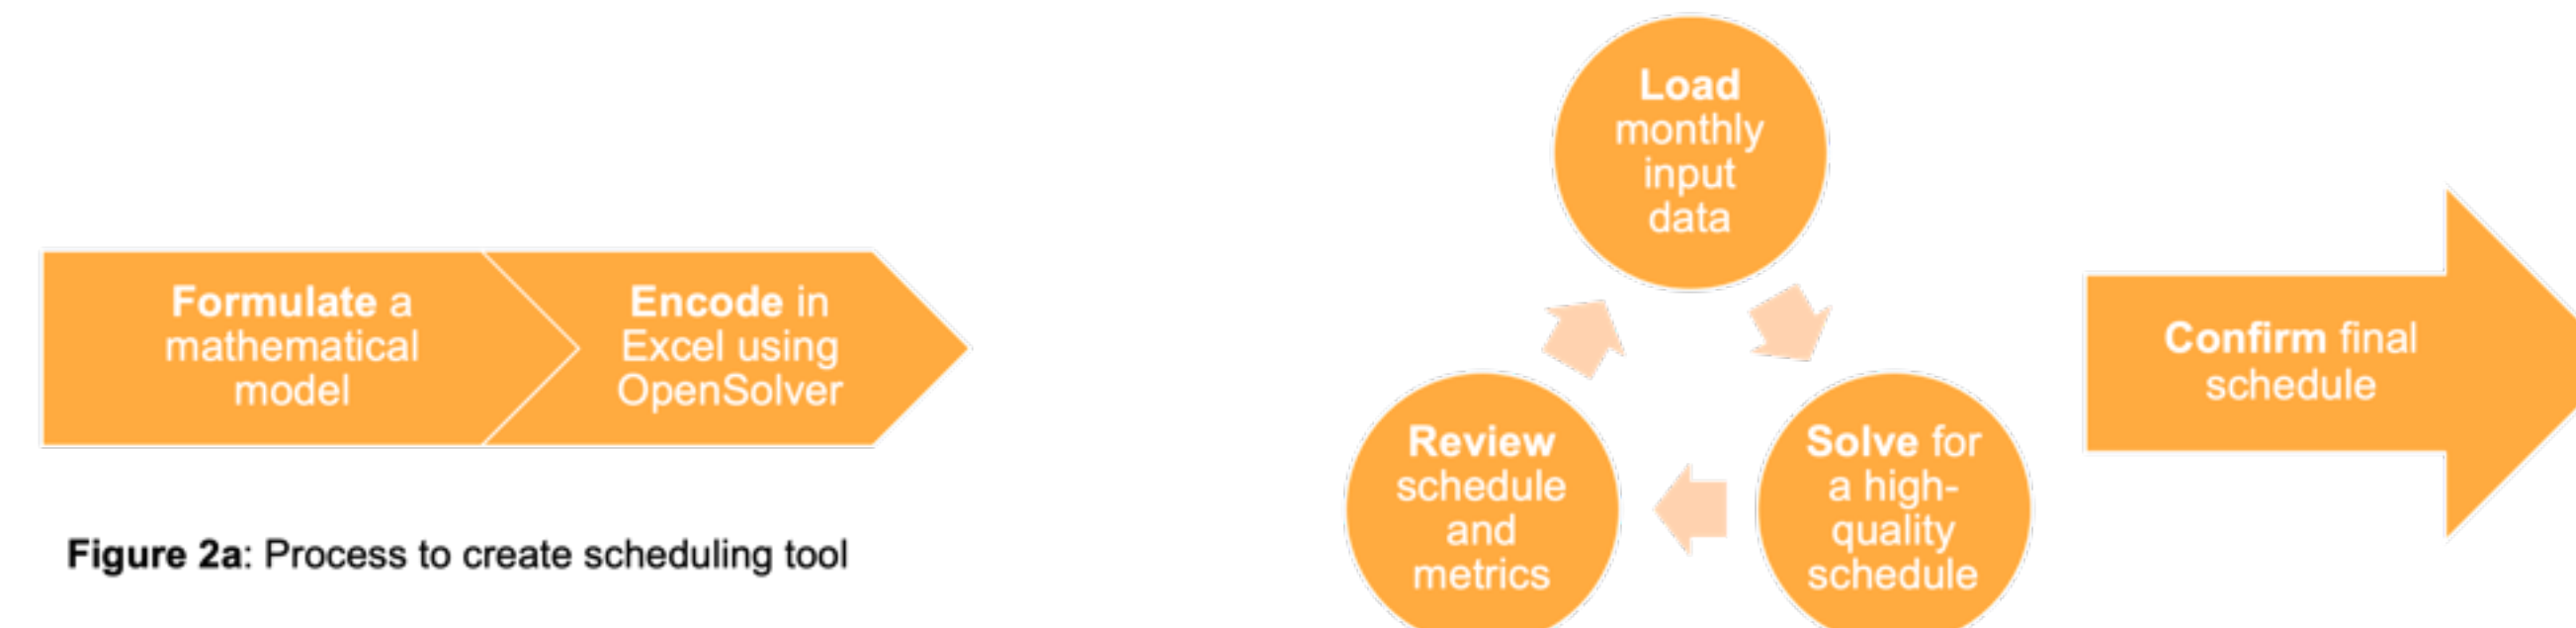 Formulate a
mathematical
model
Encode in
Excel using
OpenSolver
Figure 2a: Process to create scheduling tool
Load
monthly
input
data
Solve for
a high-
quality
schedule
Review
schedule
and
metrics
Confirm final
schedule